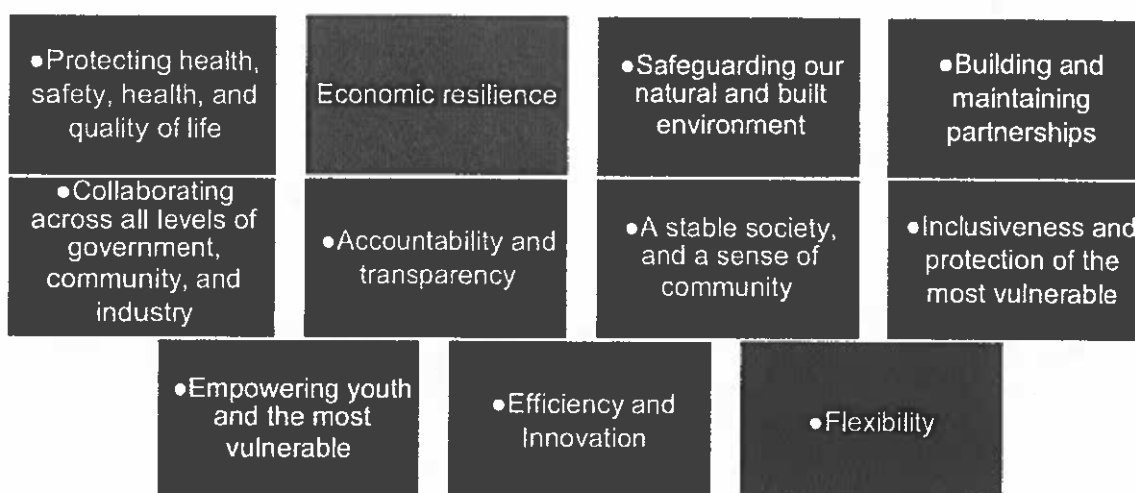 ●Protecting health,
safety, health, and
quality of life
Economic resilience
●Safeguarding our
natural and built
environment
●Building and
maintaining
partnerships
●Collaborating
across all levels of
government,
community, and
industry
●Accountability and
transparency
●A stable society,
and a sense of
community
●Inclusiveness and
protection of the
most vulnerable
●Empowering youth
and the most
vulnerable
●Efficiency and
Innovation
●Flexibility